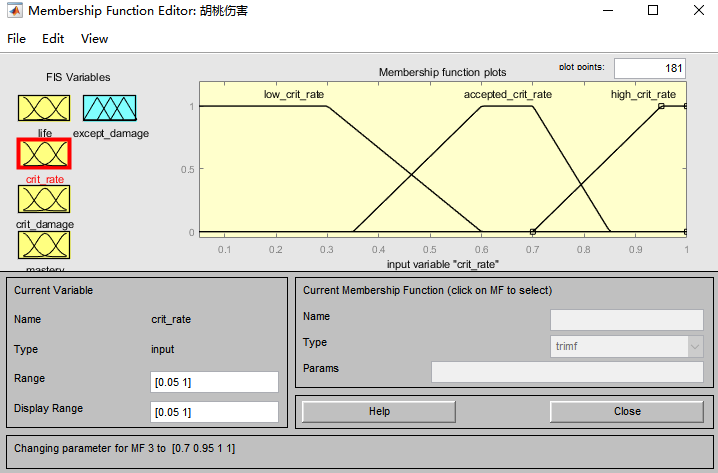 Membership Function Editor: 胡桃伤害
File Edit View
FIS Variables
life
except_damage
crit_rate
crit_damage
mastery
Membership function plots
plot points:
181
low_crit_rate
accepted_crit_rate
high_crit_rate
1
0.5
0
0.1 0.2 0.3 0.4 0.5 0.6 0.7 0.8 0.9 1
input variable "crit_rate"
Current Variable
Name crit_rate
Type input
Range [0.05 1]
Display Range [0.05 1]
Current Membership Function (click on MF to select)
Name
Type trimf
Params
Help Close
Changing parameter for MF 3 to [0.7 0.95 1 1]